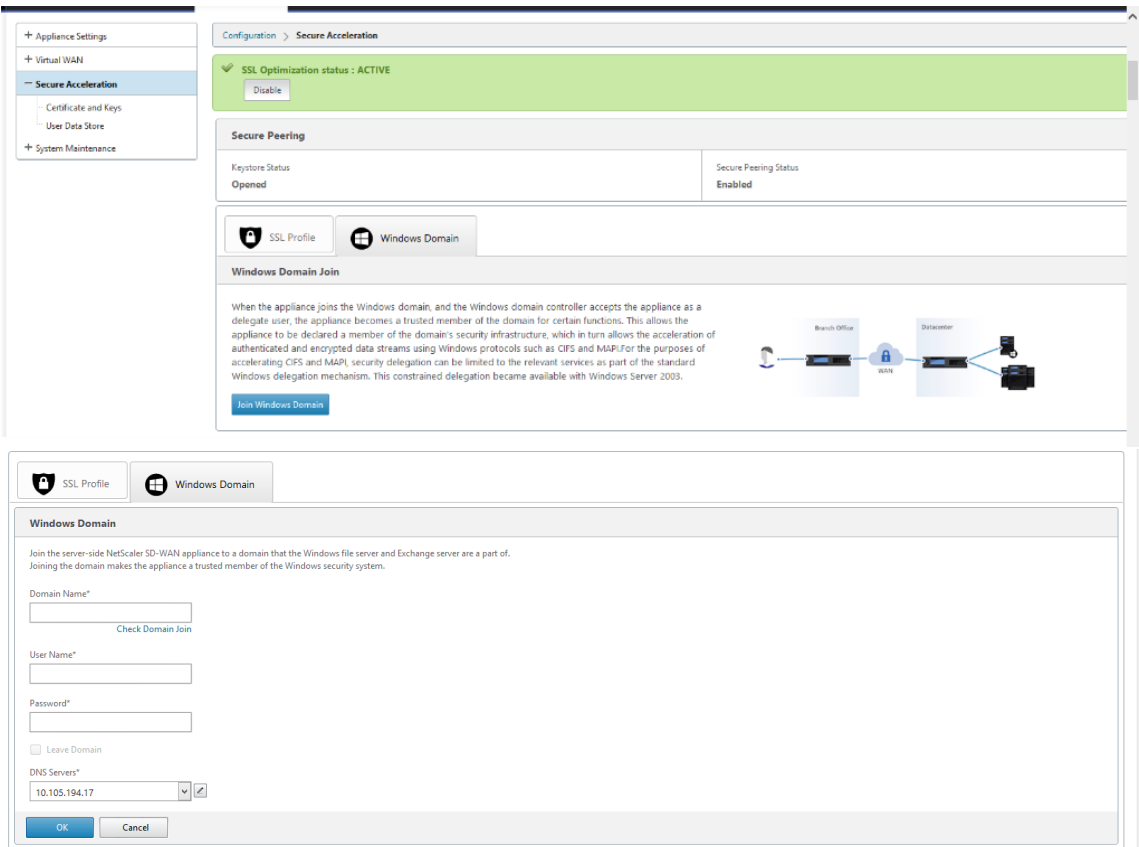 Appliance Settings
Virtual WAN
Secure Acceleration
Certificate and Keys
User Data Store
System Maintenance
Configuration > Secure Acceleration
SSL Optimization status : ACTIVE
Disable
Secure Peering
Keystore Status
Opened
Secure Peering Status
Enabled
SSL Profile
Windows Domain
Windows Domain Join
When the appliance joins the Windows domain, and the Windows domain controller accepts the appliance as a
delegate user, the appliance becomes a trusted member of the domain for certain functions. This allows the
appliance to be declared a member of the domain's security infrastructure, which in turn allows the acceleration of
authenticated and encrypted data streams using Windows protocols such as CIFS and MAPI.For the purposes of
accelerating CIFS and MAPI, security delegation can be limited to the relevant services as part of the standard
Windows delegation mechanism. This constrained delegation became available with Windows Server 2003.
Branch Office
Datacenter
WAN
Join Windows Domain
SSL Profile
Windows Domain
Windows Domain
Join the server-side NetScaler SD-WAN appliance to a domain that the Windows file server and Exchange server are a part of.
Joining the domain makes the appliance a trusted member of the Windows security system.
Domain Name*
Check Domain Join
User Name*
Password*
Leave Domain
DNS Servers*
10.105.194.17
OK
Cancel